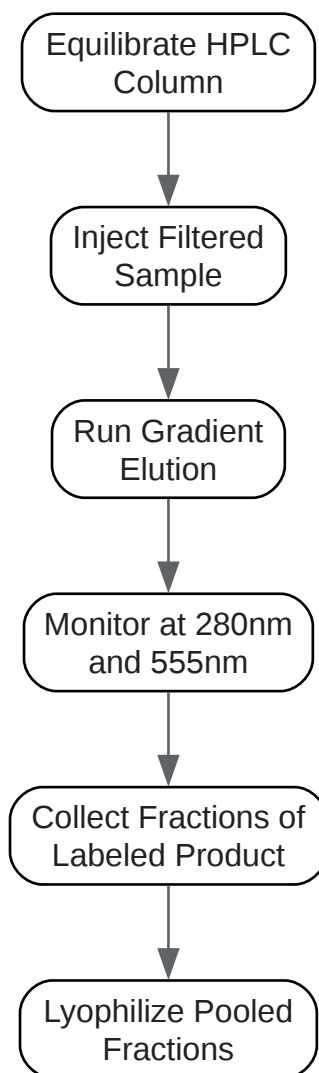 Equilibrate HPLC
Column
Inject Filtered
Sample
Run Gradient
Elution
Monitor at 280nm
and 555nm
Collect Fractions of
Labeled Product
Lyophilize Pooled
Fractions